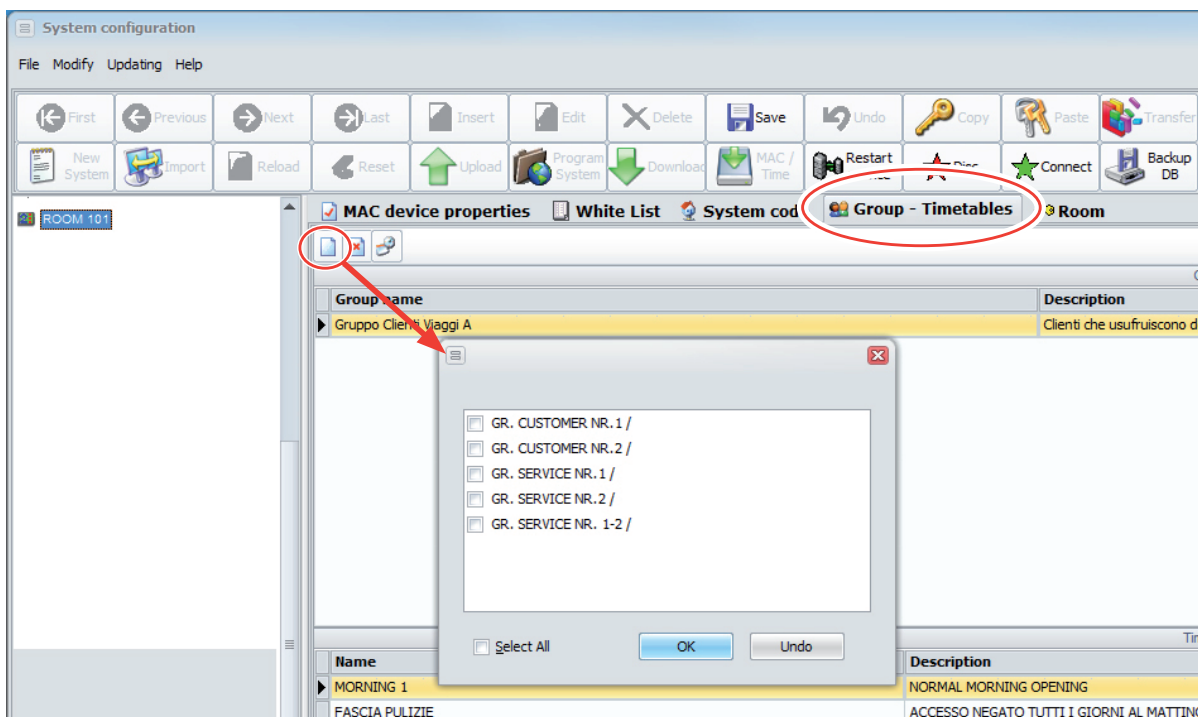 System configuration
File Modify Updating Help
First Previous Next Last Insert Edit Delete Save Undo Copy Paste Transfer
New System Import Reload Reset Upload Program System Download MAC / Time Restart Connect Backup DB
ROOM 101
MAC device properties White List System cod Group - Timetables Room
Group name Description
Gruppo Clienti Viaggi A Clienti che usufruiscono d
GR. CUSTOMER NR.1 /
GR. CUSTOMER NR.2 /
GR. SERVICE NR.1 /
GR. SERVICE NR.2 /
GR. SERVICE NR. 1-2 /
Select All OK Undo
Name Description
MORNING 1 NORMAL MORNING OPENING
FASCIA PULIZIE ACCESSO NEGATO TUTTI I GIORNI AL MATTINO